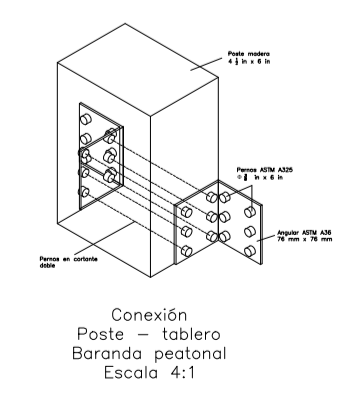 Poste madera
4 ½ in x 6 in
Pernos ASTM A325
in x 6 in
Angular ASTM A36
76 mm x 76 mm
Pernos en cortante
doble
Conexión
Poste - tablero
Baranda peatonal
Escala 4:1